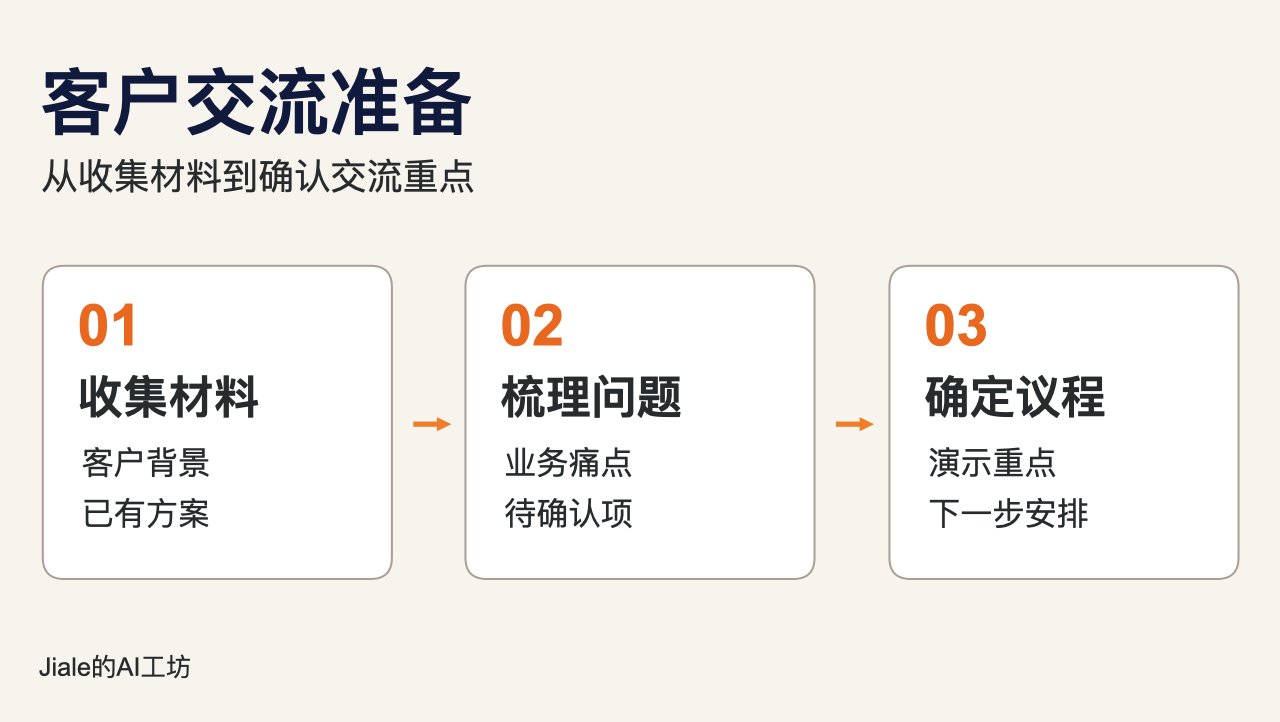 客户交流准备
从收集材料到确认交流重点
01
收集材料
客户背景
已有方案
02
梳理问题
业务痛点
待确认项
03
确定议程
演示重点
下一步安排
Jiale的AI工坊